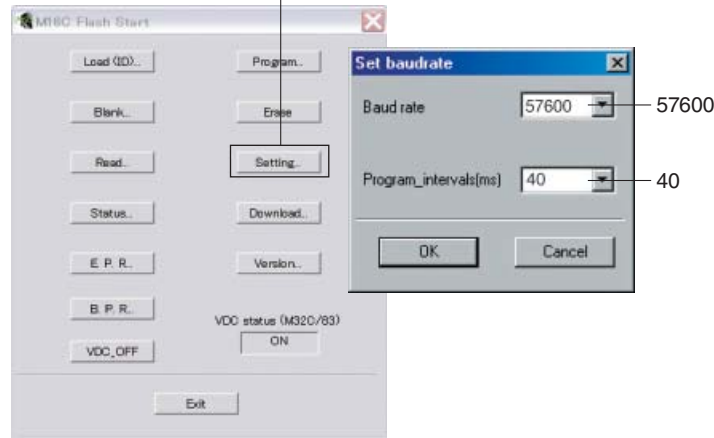 M16C Flash Start
Load (ID)...
Program...
Blank...
Erase
Read...
Setting...
Status...
Download...
E. P. R...
Version...
B. P. R...
VDC status (M32C/83)
ON
VDC_OFF
Exit
Set baudrate
Baud rate
57600
57600
Program_intervals(ms)
40
40
OK
Cancel